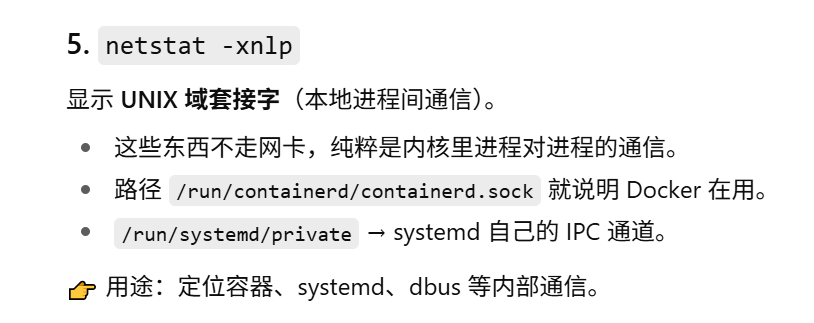 5. netstat -xnlp
显示 UNIX 域套接字（本地进程间通信）。
• 这些东西不走网卡，纯粹是内核里进程对进程的通信。
• 路径 /run/containerd/containerd.sock 就说明 Docker 在用。
• /run/systemd/private → systemd 自己的 IPC 通道。
👉 用途：定位容器、systemd、dbus 等内部通信。